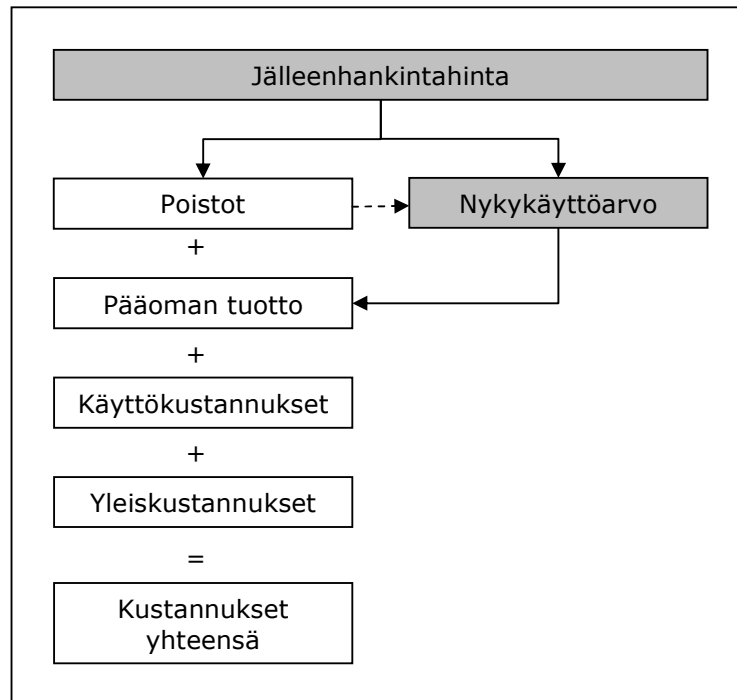 Jälleenhankintahinta
Poistot
Nykykäyttöarvo
+
Pääoman tuotto
+
Käyttökustannukset
+
Yleiskustannukset
=
Kustannukset
yhteensä